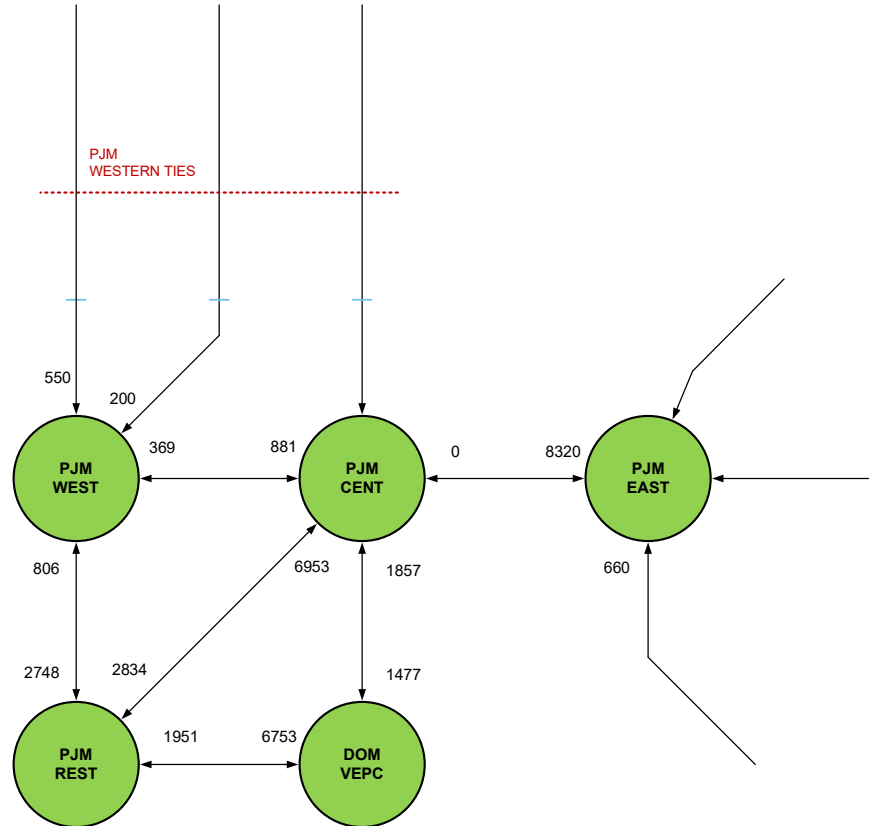 PJM
WESTERN TIES
550
200
369
881
0
8320
PJM
WEST
PJM
CENT
PJM
EAST
806
6953
1857
660
2748
2834
1477
1951
6753
PJM
REST
DOM
VEPC